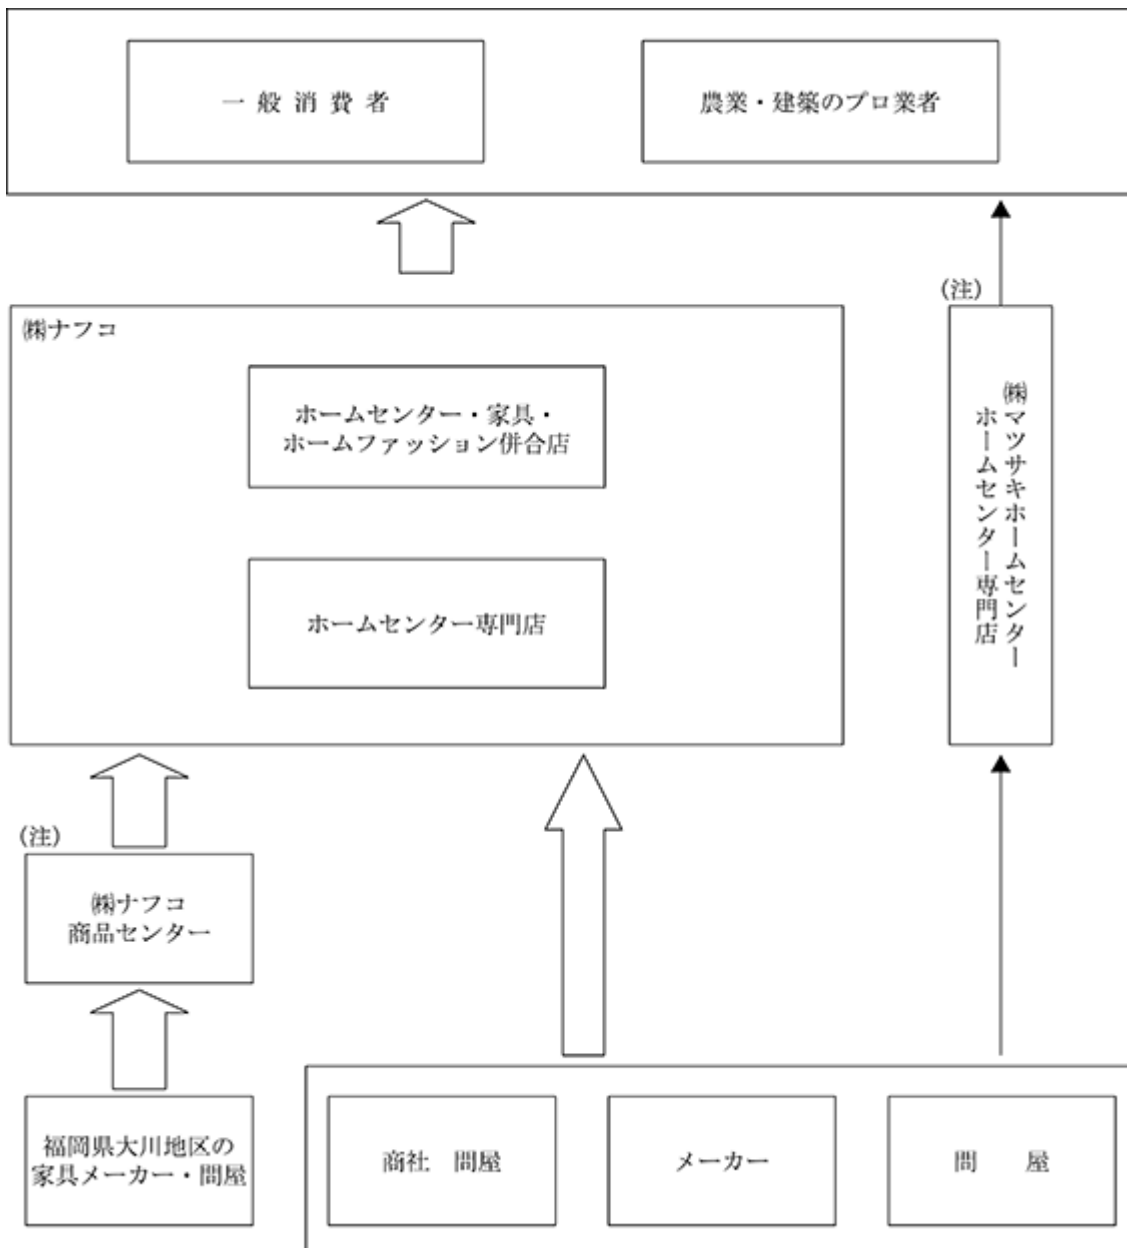 一般消費者
農業・建築のプロ業者
(注)
㈱ナフコ
ホームセンター・家具・
ホームファッション併合店
ホームセンター専門店
㈱マツサキホームセンター
ホームセンター専門店
(注)
㈱ナフコ
商品センター
福岡県大川地区の
家具メーカー・問屋
商社　問屋
メーカー
問　　屋